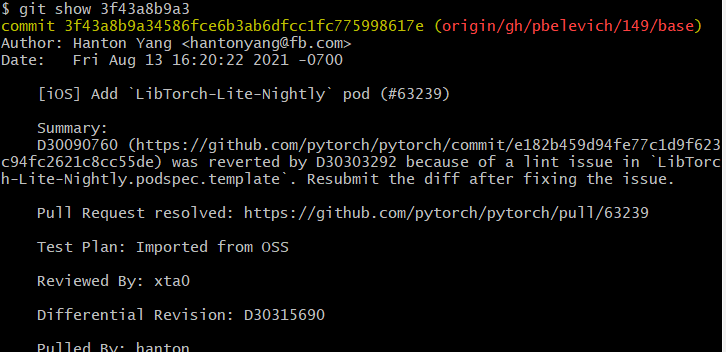 $ git show 3f43a8b9a3
commit 3f43a8b9a34586fce6b3ab6dfcc1fc775998617e (origin/gh/pbelevich/149/base)
Author: Hanton Yang <hantonyang@fb.com>
Date:   Fri Aug 13 16:20:22 2021 -0700
[iOS] Add `LibTorch-Lite-Nightly` pod (#63239)
Summary:
D30090760 (https://github.com/pytorch/pytorch/commit/e182b459d94fe77c1d9f623
c94fc2621c8cc55de) was reverted by D30303292 because of a lint issue in `LibTorc
h-Lite-Nightly.podspec.template`. Resubmit the diff after fixing the issue.
Pull Request resolved: https://github.com/pytorch/pytorch/pull/63239
Test Plan: Imported from OSS
Reviewed By: xta0
Differential Revision: D30315690
Pulled By: hanton